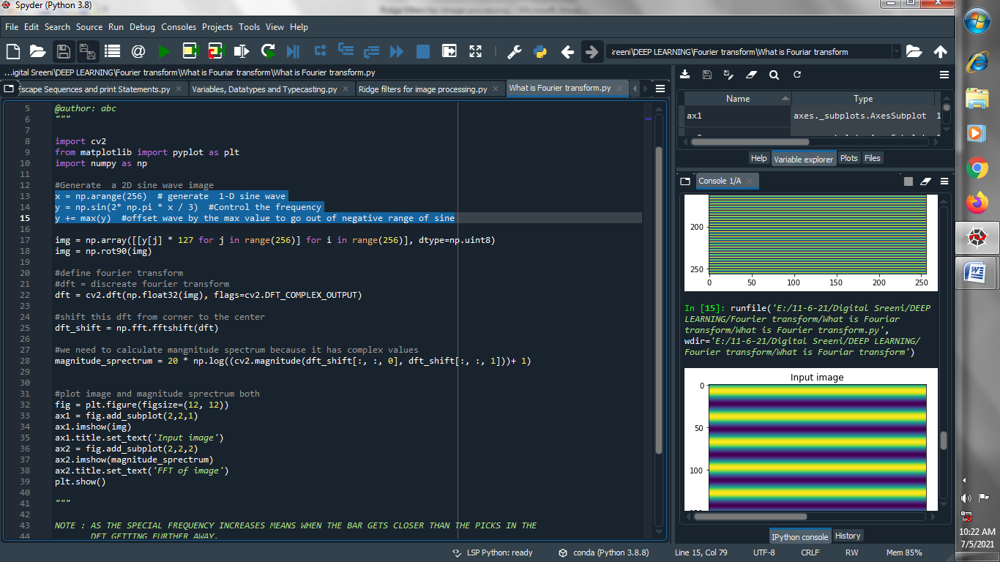 Spyder (Python 3.8)
File Edit Search Source Run Debug Consoles Projects Tools View Help
sreeni\DEEP LEARNING\Fourier transform\What is Fouriar transform
...igital Sreeni\DEEP LEARNING\Fourier transform\What is Fouriar transform\What is Fourier transform.py
Escape Sequences and print Statements.py Variables, Datatypes and Typecasting.py Ridge filters for image processing.py What is Fourier transform.py
5 @author: abc
6 """
7
8 import cv2
9 from matplotlib import pyplot as plt
10 import numpy as np
11
12 #Generate  a 2D sine wave image
13 x = np.arange(256)  # generate  1-D sine wave
14 y = np.sin(2* np.pi * x / 3)  #Control the frequency
15 y += max(y)  #offset wave by the max value to go out of negative range of sine
16
17 img = np.array([[y[j] * 127 for j in range(256)] for i in range(256)], dtype=np.uint8)
18 img = np.rot90(img)
19
20 #define fourier transform
21 #dft = discreate fourier transform
22 dft = cv2.dft(np.float32(img), flags=cv2.DFT_COMPLEX_OUTPUT)
23
24 #shift this dft from corner to the center
25 dft_shift = np.fft.fftshift(dft)
26
27 #we need to calculate mangnitude spectrum because it has complex values
28 magnitude_sprectrum = 20 * np.log((cv2.magnitude(dft_shift[:, :, 0], dft_shift[:, :, 1]))+ 1)
29
30
31 #plot image and magnitude sprectrum both
32 fig = plt.figure(figsize=(12, 12))
33 ax1 = fig.add_subplot(2,2,1)
34 ax1.imshow(img)
35 ax1.title.set_text('Input image')
36 ax2 = fig.add_subplot(2,2,2)
37 ax2.imshow(magnitude_sprectrum)
38 ax2.title.set_text('FFT of image')
39 plt.show()
40
41 """
42
43 NOTE : AS THE SPECIAL FREQUENCY INCREASES MEANS WHEN THE BAR GETS CLOSER THAN THE PICKS IN THE
44 DFT GETTING FURTHER AWAY.
Name Type
ax1 axes._subplots.AxesSubplot 1
Help Variable explorer Plots Files
Console 1/A
200
250
0 50 100 150 200 250
In [15]: runfile('E:/11-6-21/Digital Sreeni/DEEP
LEARNING/Fourier transform/What is Fouriar
transform/What is Fourier transform.py',
wdir='E:/11-6-21/Digital Sreeni/DEEP LEARNING/
Fourier transform/What is Fouriar transform')
Input image
0
50
100
IPython console History
LSP Python: ready conda (Python 3.8.8) Line 15, Col 79 UTF-8 CRLF RW Mem 85%
10:22 AM
7/5/2021